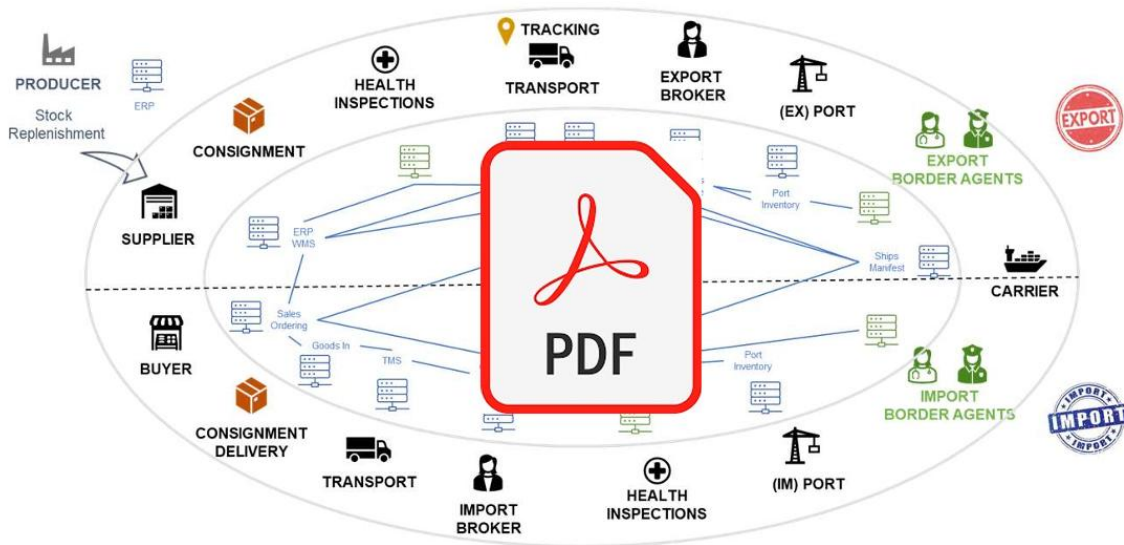 TRACKING
TRANSPORT
HEALTH
INSPECTIONS
EXPORT
BROKER
(EX) PORT
PRODUCER
ERP
Stock
Replenishment
CONSIGNMENT
EXPORT
EXPORT
BORDER AGENTS
Port
Inventory
SUPPLIER
ERP
WMS
Ships
Manifest
CARRIER
PDF
Sales
Ordering
Goods In
TMS
BUYER
Port
Inventory
IMPORT
BORDER AGENTS
IMPORT
IMPORT
IMPORT
CONSIGNMENT
DELIVERY
TRANSPORT
IMPORT
BROKER
HEALTH
INSPECTIONS
(IM) PORT